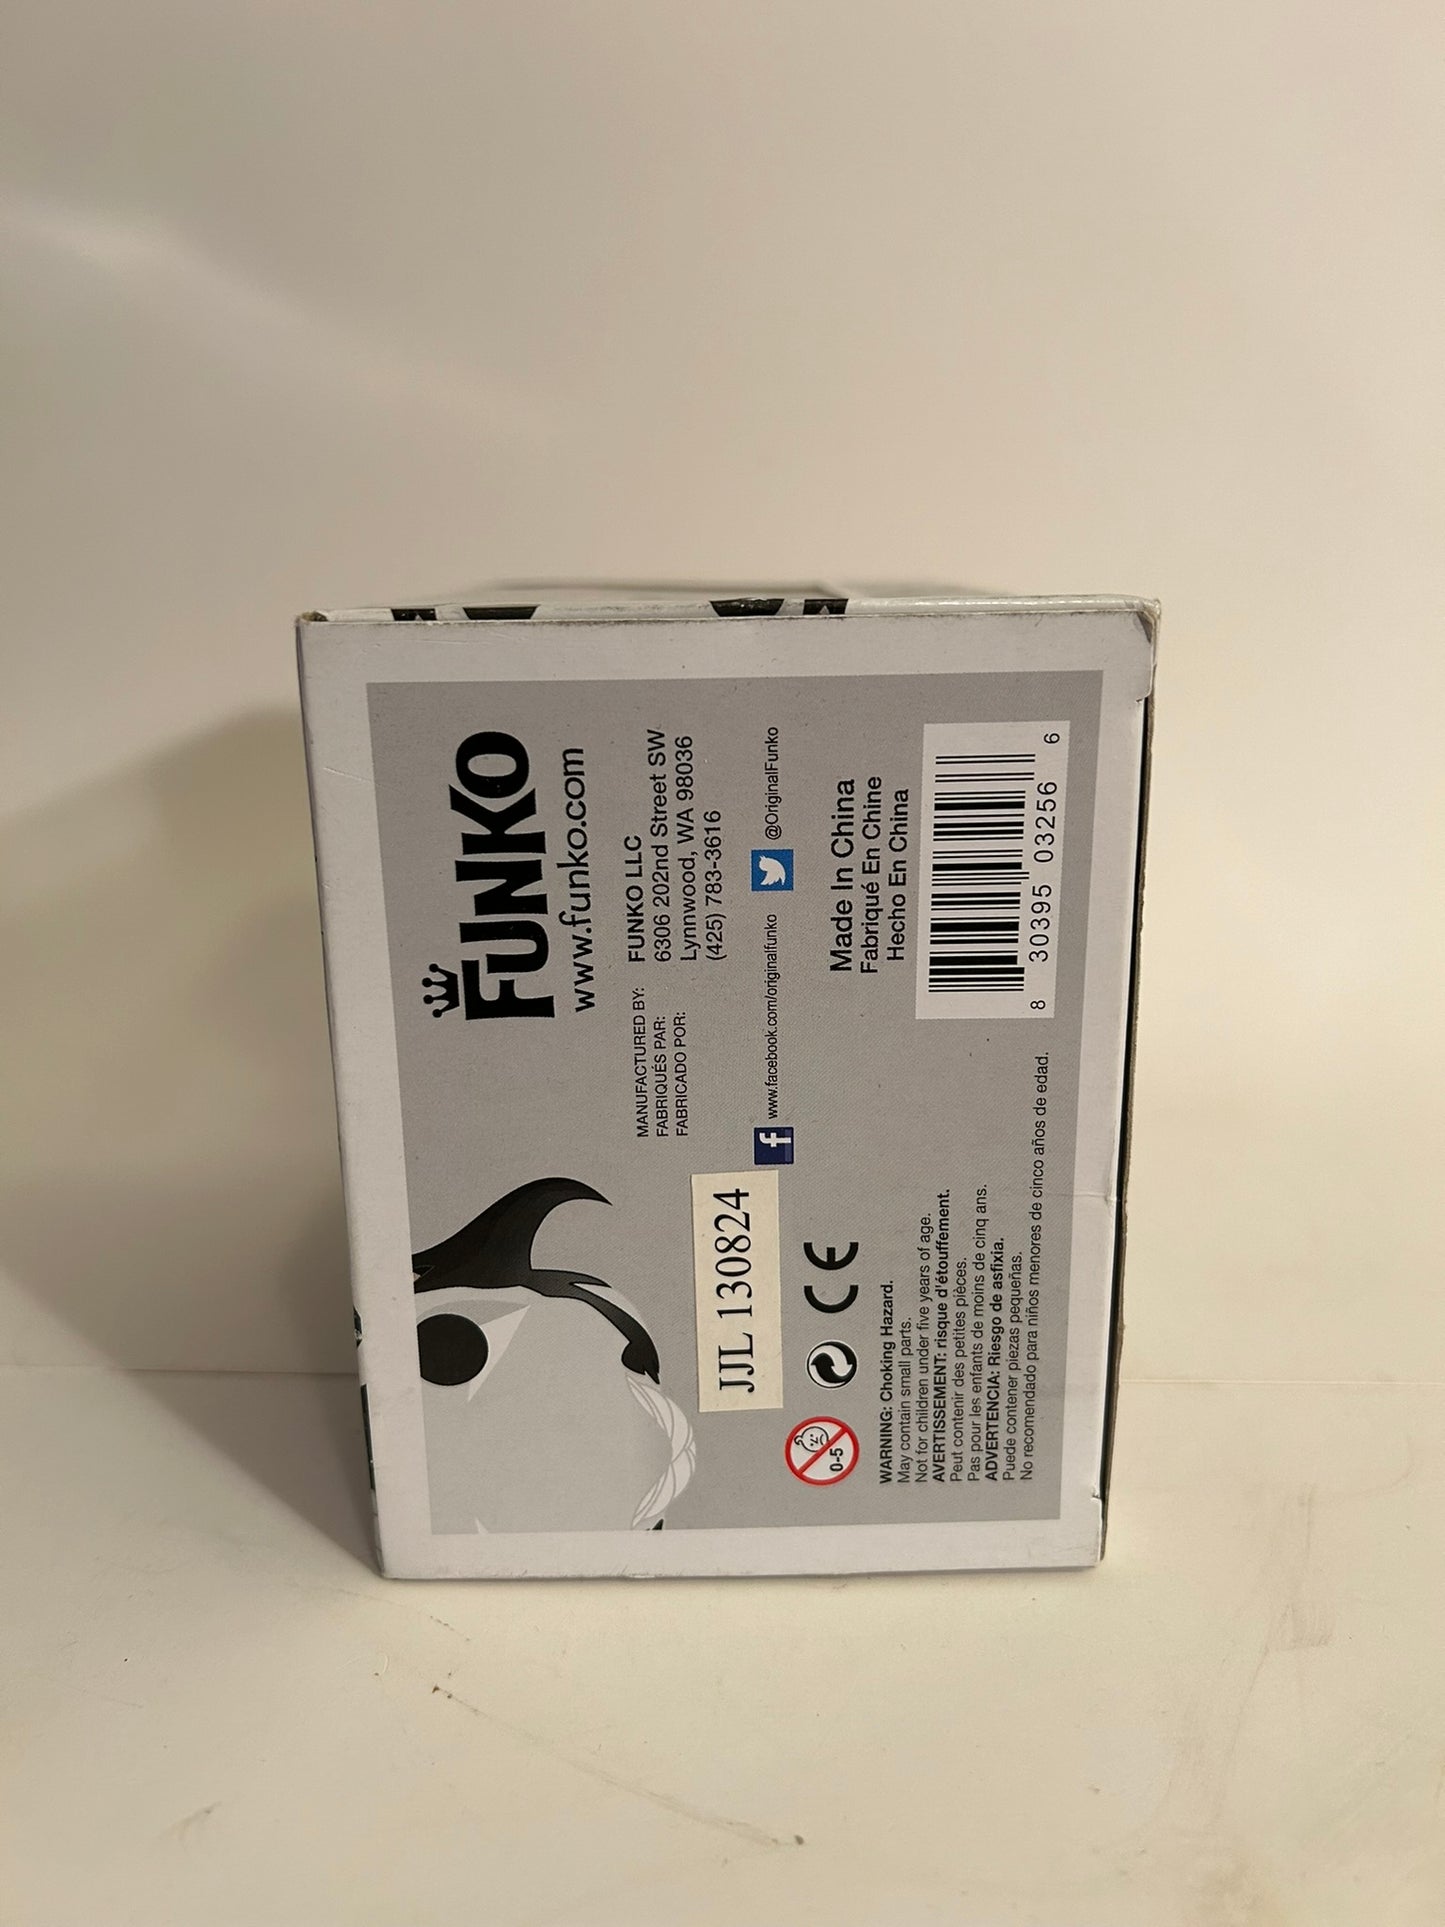 FUNKO
www.funko.com
MANUFACTURED BY:
FABRIQUÉS PAR:
FABRICADO POR:
FUNKO LLC
6306 202nd Street SW
Lynnwood, WA 98036
(425) 783-3616
JJL 130824
f www.facebook.com/originalfunko
@OriginalFunko
CE
0-5
Made In China
Fabriqué En Chine
Hecho En China
WARNING: Choking Hazard.
May contain small parts.
Not for children under five years of age.
AVERTISSEMENT: risque d'étouffement.
Peut contenir des petites pièces.
Pas pour les enfants de moins de cinq ans.
ADVERTENCIA: Riesgo de asfixia.
Puede contener piezas pequeñas.
No recomendado para niños menores de cinco años de edad.
8 30395 03256 6